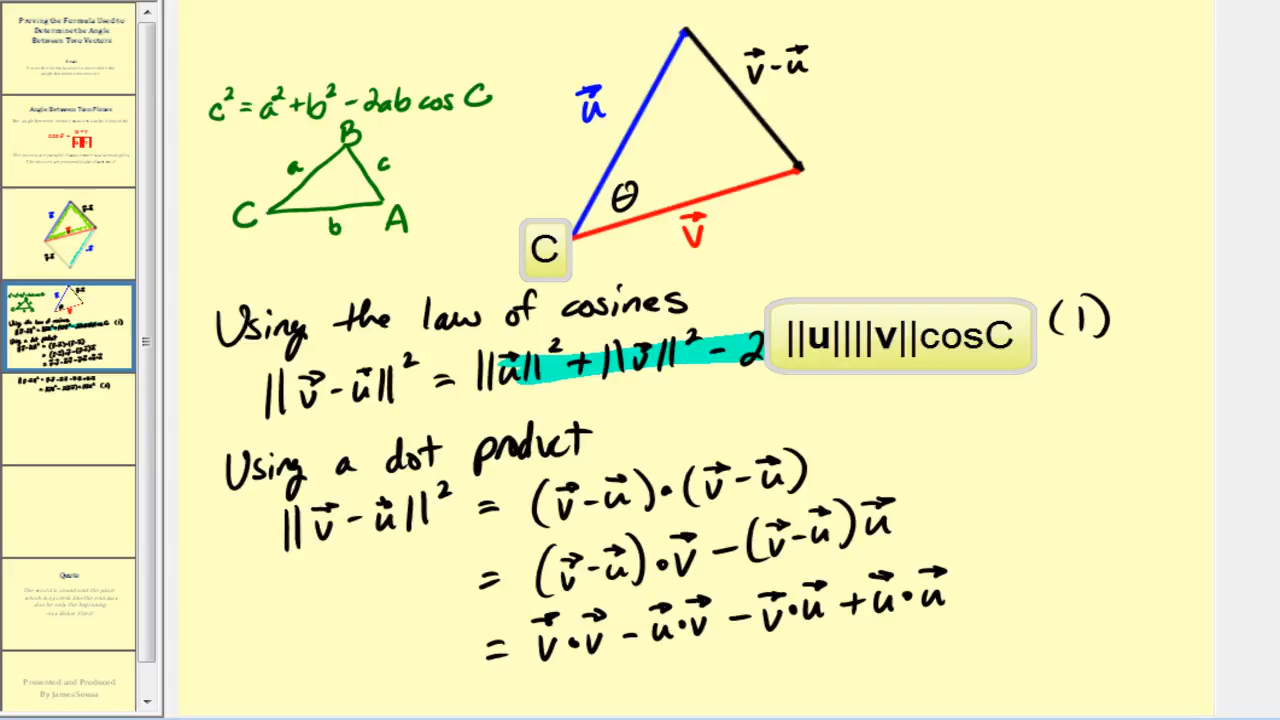 Proving the Formula Used to
Determine the Angle
Between Two Vectors
Angle Between Two Planes
Quote
Presented and Produced
By James Sousa
c² = a² + b² - 2ab cos C
B
a
c
C
b
A
u⃗
v⃗ - u⃗
θ
v⃗
C
Using the law of cosines
||v⃗ - u⃗||² = ||u⃗||² + ||v⃗||² - 2 ||u||||v||cosC (1)
Using a dot product
||v⃗ - u⃗||² = (v⃗ - u⃗)•(v⃗ - u⃗)
= (v⃗ - u⃗)•v⃗ - (v⃗ - u⃗)u⃗
= v⃗•v⃗ - u⃗•v⃗ - v⃗•u⃗ + u⃗•u⃗